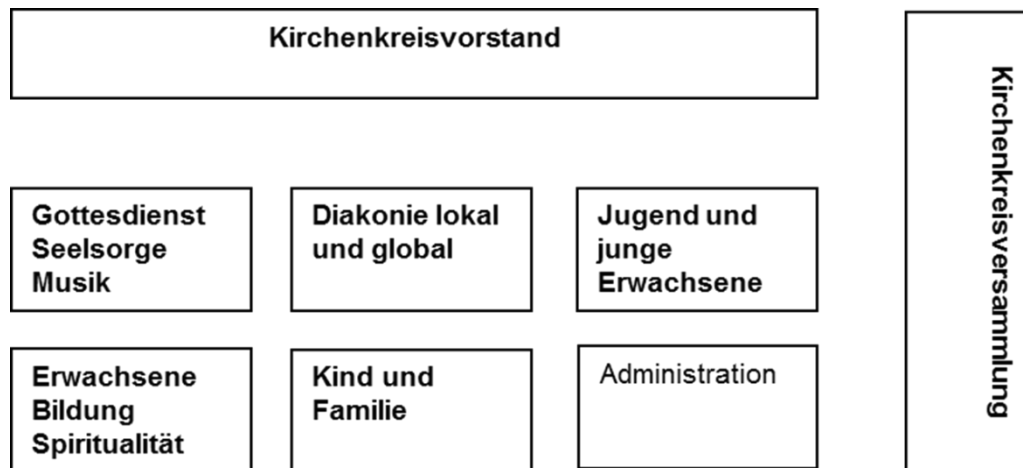 Kirchenkreisvorstand
Gottesdienst
Seelsorge
Musik
Diakonie lokal
und global
Jugend und
junge
Erwachsene
Erwachsene
Bildung
Spiritualität
Kind und
Familie
Administration
Kirchenkreisversammlung